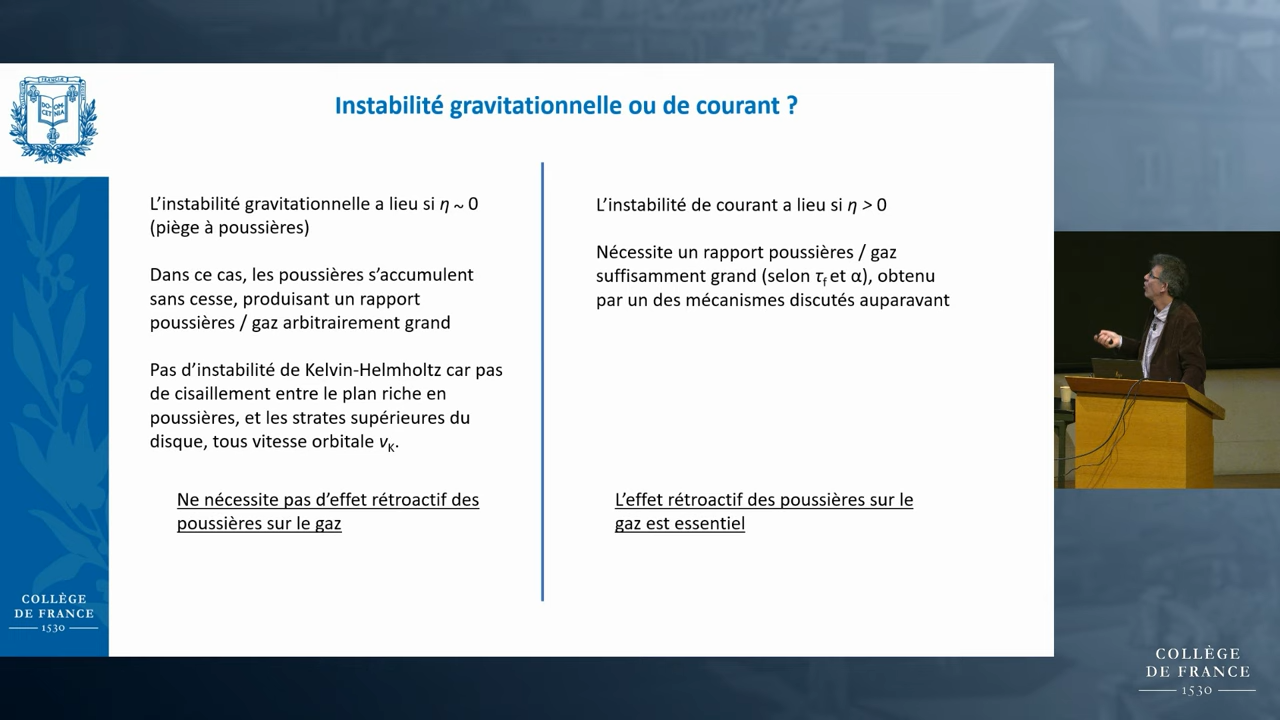 Instabilité gravitationnelle ou de courant ?
L’instabilité gravitationnelle a lieu si η ~ 0
(piège à poussières)
Dans ce cas, les poussières s’accumulent
sans cesse, produisant un rapport
poussières / gaz arbitrairement grand
Pas d’instabilité de Kelvin-Helmholtz car pas
de cisaillement entre le plan riche en
poussières, et les strates supérieures du
disque, tous vitesse orbitale vK.
Ne nécessite pas d’effet rétroactif des
poussières sur le gaz
L’instabilité de courant a lieu si η > 0
Nécessite un rapport poussières / gaz
suffisamment grand (selon τf et α), obtenu
par un des mécanismes discutés auparavant
L’effet rétroactif des poussières sur le
gaz est essentiel
COLLÈGE
DE FRANCE
1530
COLLÈGE
DE FRANCE
1530